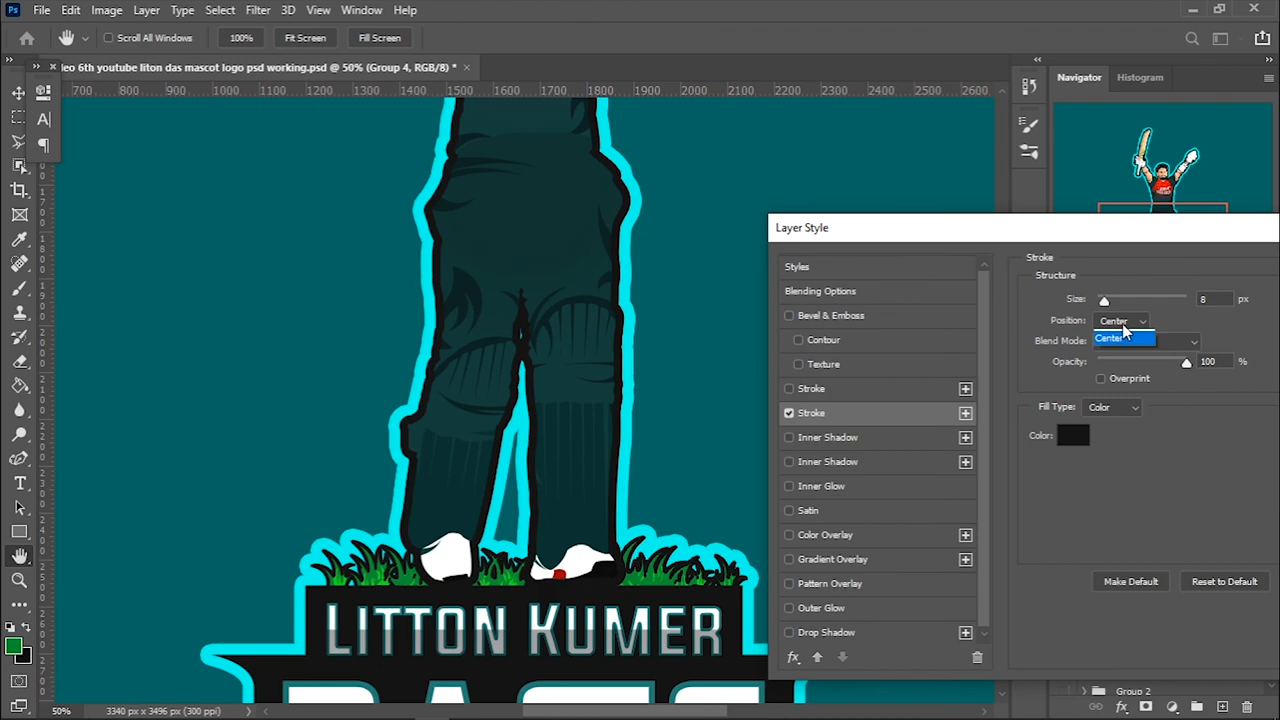 Ps File Edit Image Layer Type Select Filter 3D View Window Help
Scroll All Windows 100% Fit Screen Fill Screen
leo 6th youtube liton das mascot logo psd working.psd @ 50% (Group 4, RGB/8) * ×
Navigator Histogram
700 800 900 1000 1100 1200 1300 1400 1500 1600 1700 1800 1900 2000 2100 2200 2300 2400 2500 2600
Layer Style
Styles
Blending Options
Bevel & Emboss
Contour
Texture
Stroke
Stroke
Inner Shadow
Inner Shadow
Inner Glow
Satin
Color Overlay
Gradient Overlay
Pattern Overlay
Outer Glow
Drop Shadow
fx
Stroke
Structure
Size: 8 px
Position: Center
Center
Blend Mode:
Opacity: 100 %
Overprint
Fill Type: Color
Color:
Make Default Reset to Default
LITTON KUMER
Group 2
50% 3340 px x 3496 px (300 ppi)